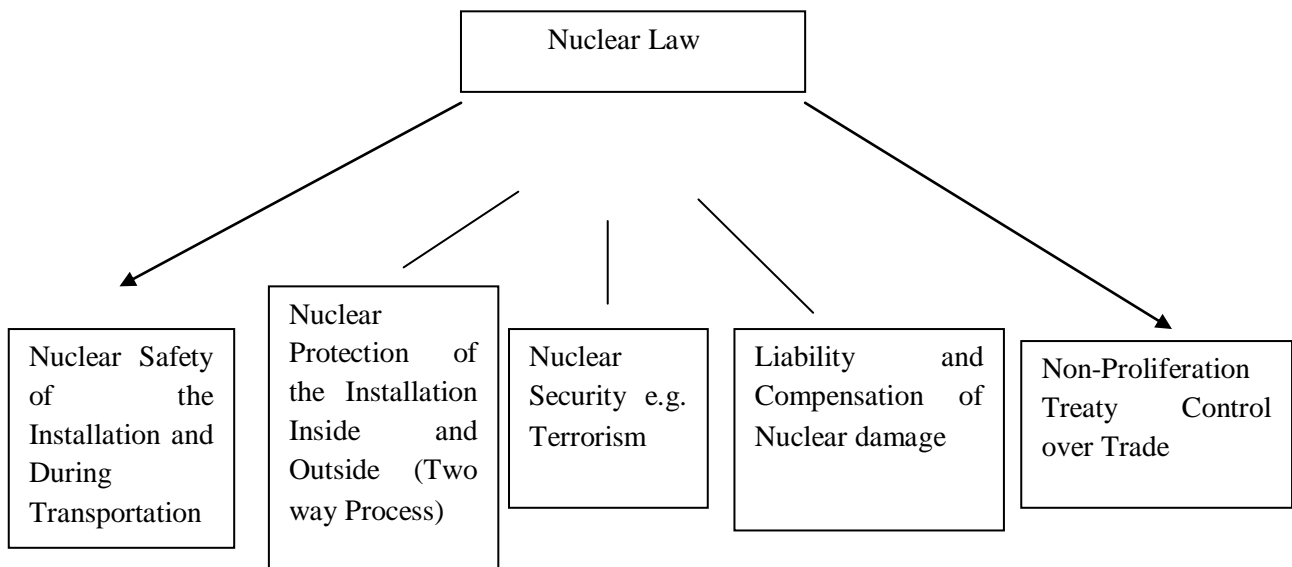 Nuclear Law
Nuclear Safety
of the
Installation and
During
Transportation
Nuclear
Protection of
the Installation
Inside and
Outside (Two
way Process)
Nuclear
Security e.g.
Terrorism
Liability and
Compensation of
Nuclear damage
Non-Proliferation
Treaty Control
over Trade